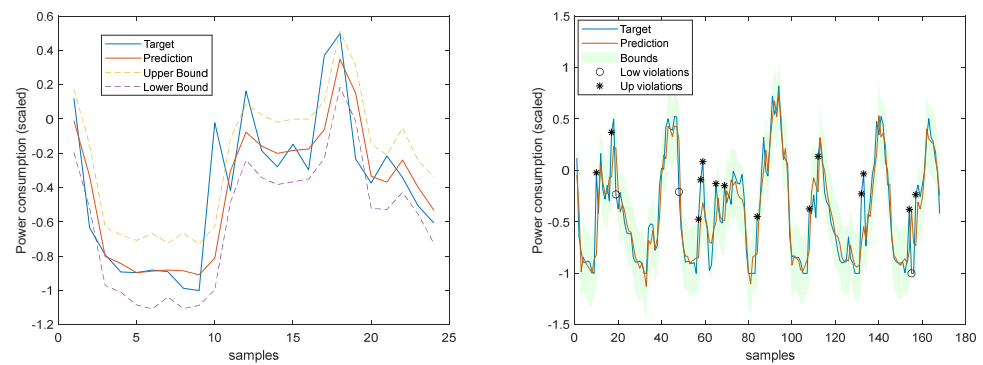 0.6
0.4
0.2
0
-0.2
-0.4
-0.6
-0.8
-1
-1.2
0 5 10 15 20 25
Power consumption (scaled)
samples
Target
Prediction
Upper Bound
Lower Bound
1.5
1
0.5
0
-0.5
-1
-1.5
0 20 40 60 80 100 120 140 160 180
Power consumption (scaled)
samples
Target
Prediction
Bounds
Low violations
Up violations